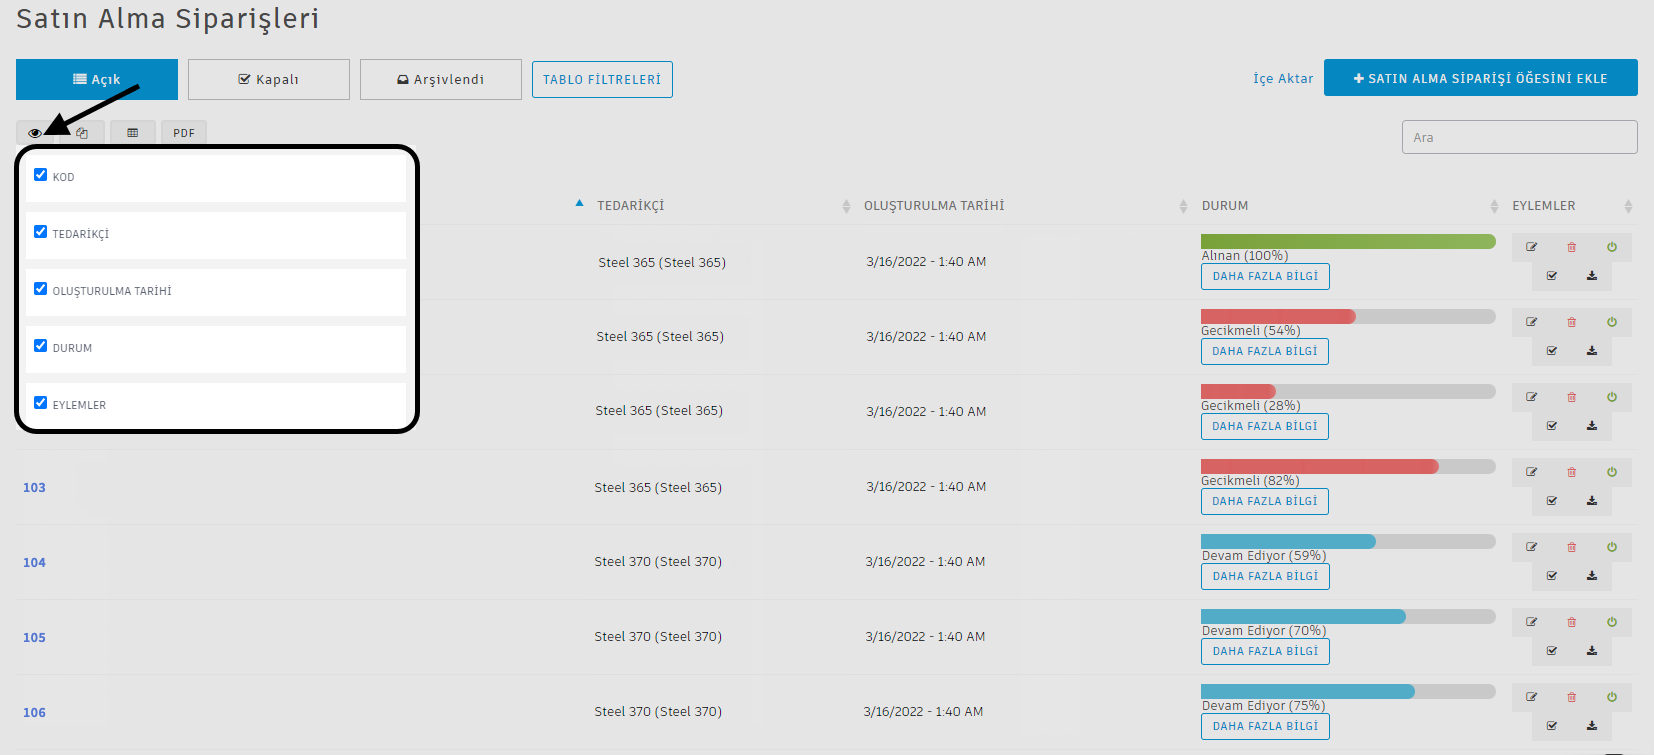 Satın Alma Siparişleri
Açık
Kapalı
Arşivlendi
TABLO FİLTRELERİ
İçe Aktar
SATIN ALMA SİPARİŞİ ÖĞESİNİ EKLE
PDF
Ara
KOD
TEDARİKÇİ
OLUŞTURULMA TARİHİ
DURUM
EYLEMLER
TEDARİKÇİ OLUŞTURULMA TARİHİ DURUM EYLEMLER
Steel 365 (Steel 365) 3/16/2022 - 1:40 AM Alınan (100%)
DAHA FAZLA BİLGİ
Steel 365 (Steel 365) 3/16/2022 - 1:40 AM Gecikmeli (54%)
DAHA FAZLA BİLGİ
Steel 365 (Steel 365) 3/16/2022 - 1:40 AM Gecikmeli (28%)
DAHA FAZLA BİLGİ
103 Steel 365 (Steel 365) 3/16/2022 - 1:40 AM Gecikmeli (82%)
DAHA FAZLA BİLGİ
104 Steel 370 (Steel 370) 3/16/2022 - 1:40 AM Devam Ediyor (59%)
DAHA FAZLA BİLGİ
105 Steel 370 (Steel 370) 3/16/2022 - 1:40 AM Devam Ediyor (70%)
DAHA FAZLA BİLGİ
106 Steel 370 (Steel 370) 3/16/2022 - 1:40 AM Devam Ediyor (75%)
DAHA FAZLA BİLGİ